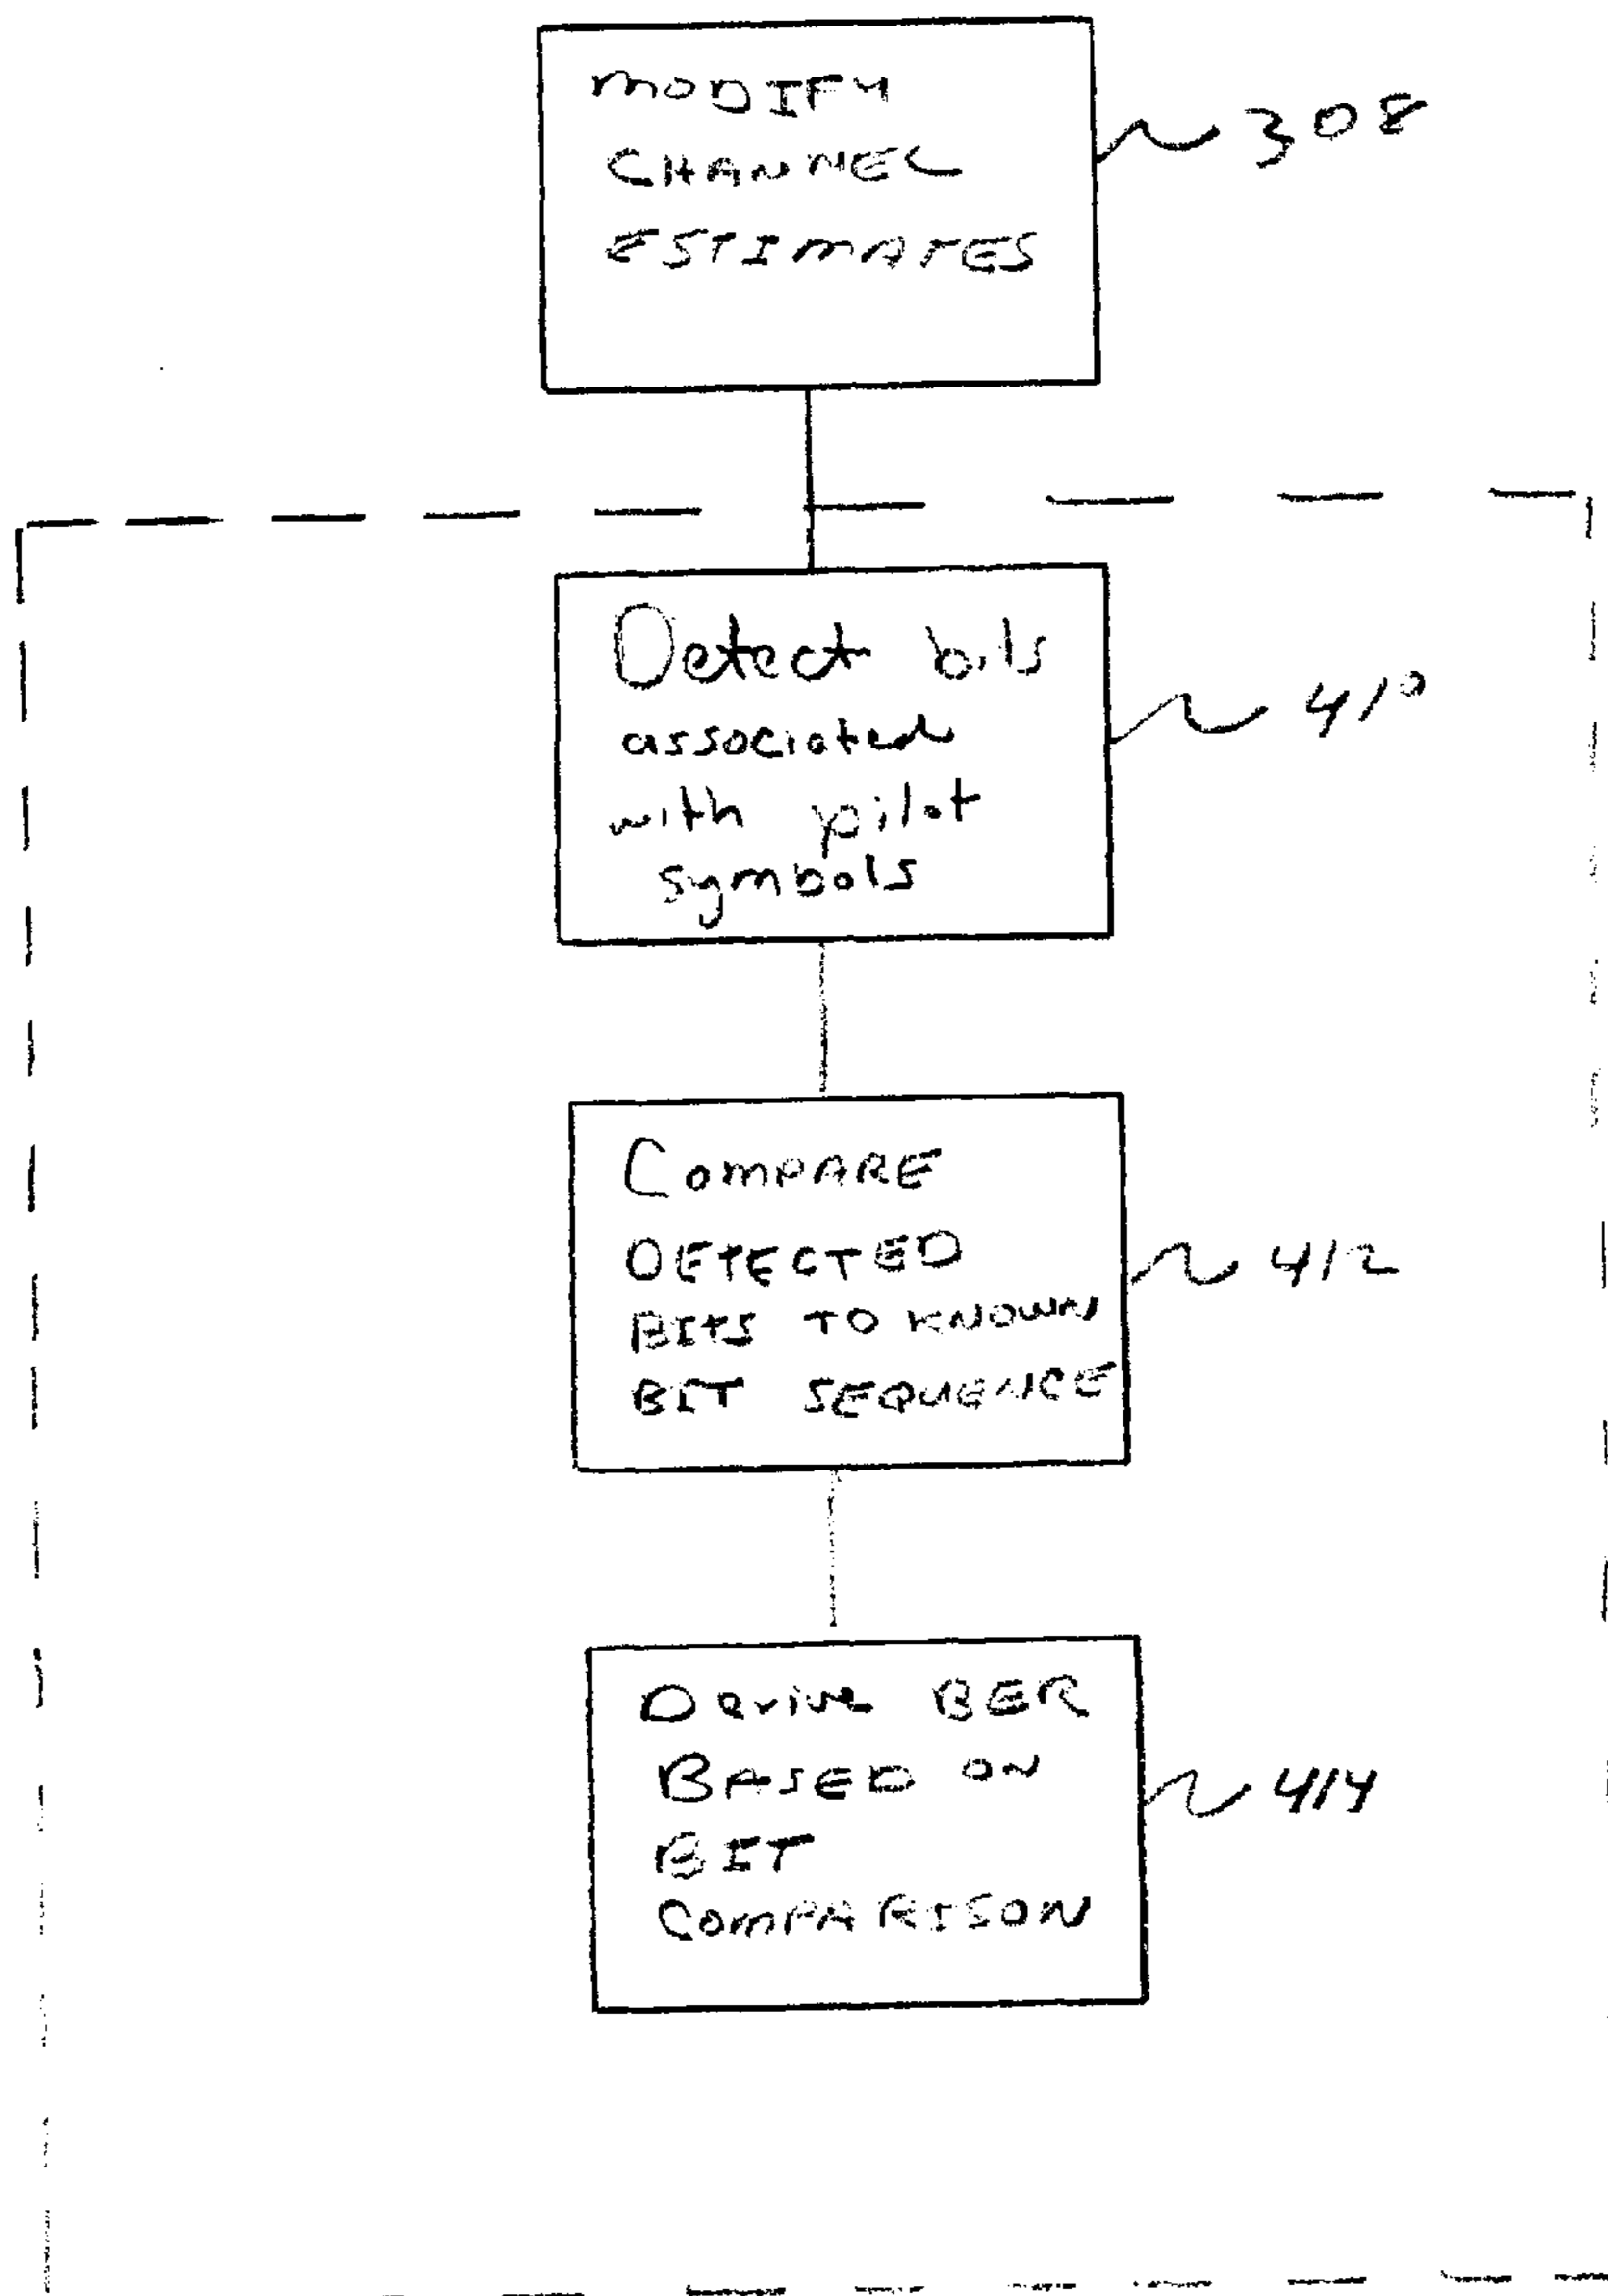 MODIFY
CHANNEL
ESTIMATES
308
Detect bits
associated
with pilot
symbols
410
COMPARE
DETECTED
BITS TO KNOWN
BIT SEQUENCE
412
Derive BER
BASED ON
BIT
COMPARISON
414